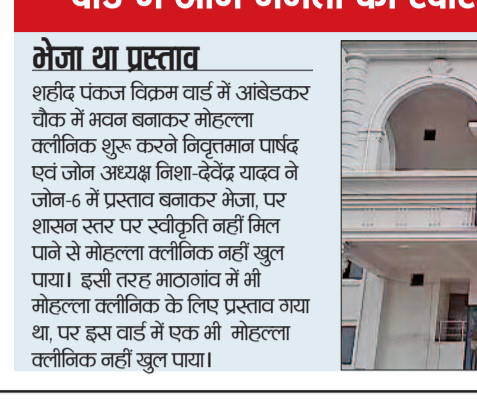 भेजा था प्रस्ताव
शहीद पंकज विक्रम वार्ड में आंबेडकर
चौक में भवन बनाकर मोहल्ला
क्लीनिक शुरू करने निवृत्तमान पार्षद
एवं जोन अध्यक्ष निशा-देवेंद्र यादव ने
जोन-6 में प्रस्ताव बनाकर भेजा, पर
शासन स्तर पर स्वीकृति नहीं मिल
पाने से मोहल्ला क्लीनिक नहीं खुल
पाया। इसी तरह भाठागांव में भी
मोहल्ला क्लीनिक के लिए प्रस्ताव गया
था, पर इस वार्ड में एक भी मोहल्ला
क्लीनिक नहीं खुल पाया।